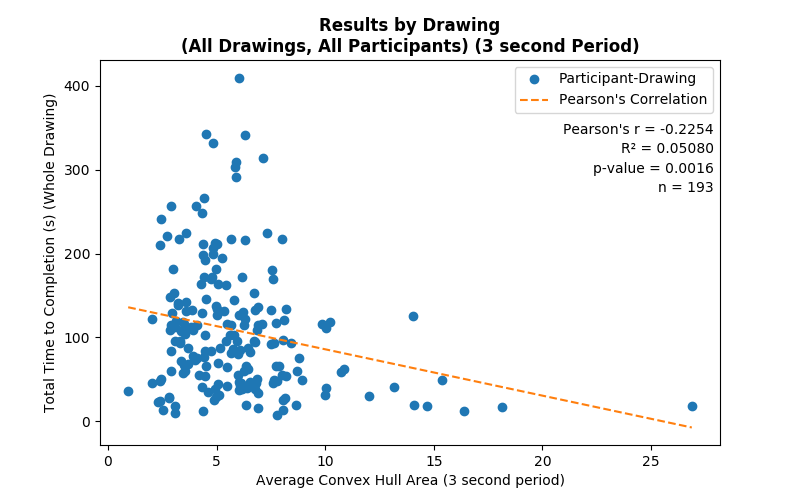 Results by Drawing
(All Drawings, All Participants) (3 second Period)
Participant-Drawing
Pearson's Correlation
Pearson's r = -0.2254
R² = 0.05080
p-value = 0.0016
n = 193
Total Time to Completion (s) (Whole Drawing)
400
300
200
100
0
0 5 10 15 20 25
Average Convex Hull Area (3 second period)